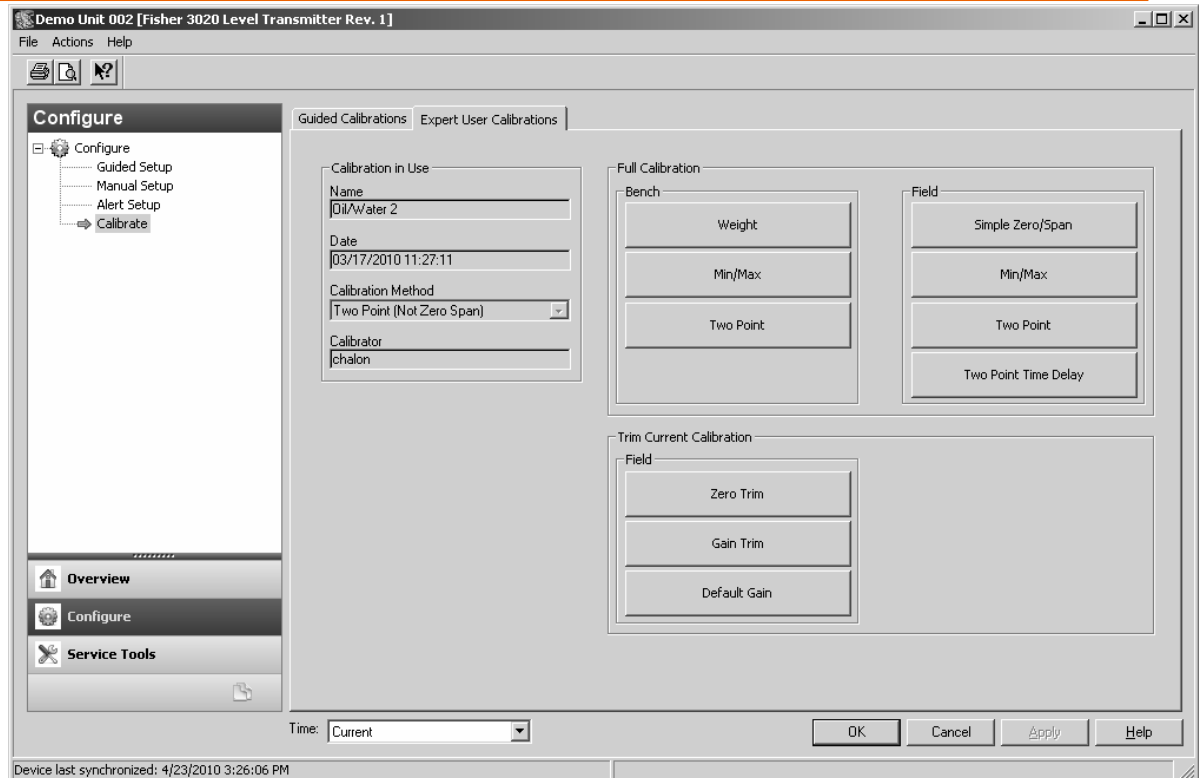 Demo Unit 002 [Fisher 3020 Level Transmitter Rev. 1]
File Actions Help
Configure
Configure
Guided Setup
Manual Setup
Alert Setup
Calibrate
Overview
Configure
Service Tools
Guided Calibrations Expert User Calibrations
Calibration in Use
Name
Oil/Water 2
Date
03/17/2010 11:27:11
Calibration Method
Two Point (Not Zero Span)
Calibrator
chalon
Full Calibration
Bench
Weight
Min/Max
Two Point
Field
Simple Zero/Span
Min/Max
Two Point
Two Point Time Delay
Trim Current Calibration
Field
Zero Trim
Gain Trim
Default Gain
Time: Current
OK Cancel Apply Help
Device last synchronized: 4/23/2010 3:26:06 PM